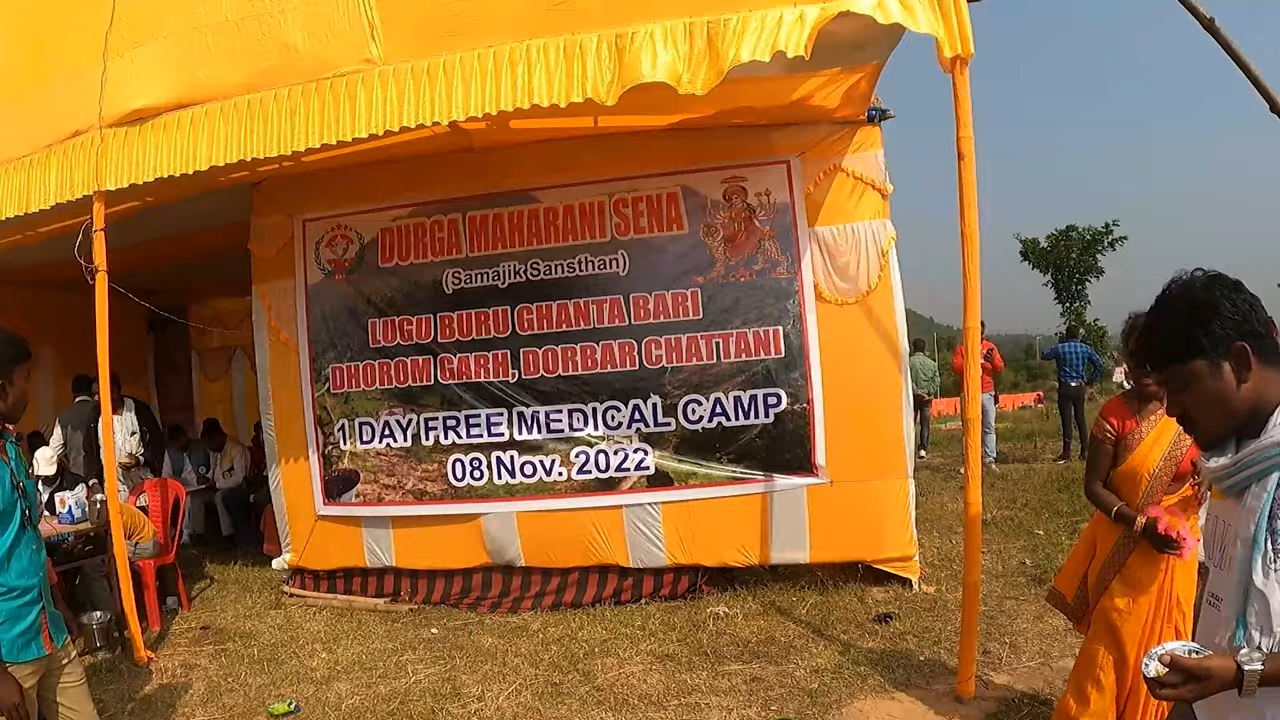 DURGA MAHARANI SENA
(Samajik Sansthan)
LUGU BURU GHANTA BARI
DHOROM GARH, DORBAR CHATTANI
1 DAY FREE MEDICAL CAMP
08 Nov. 2022